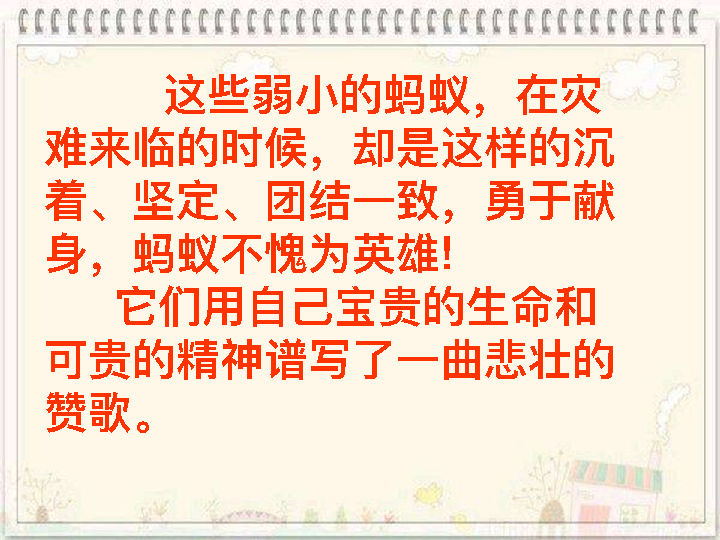 这些弱小的蚂蚁，在灾
难来临的时候，却是这样的沉
着、坚定、团结一致，勇于献
身，蚂蚁不愧为英雄!
它们用自己宝贵的生命和
可贵的精神谱写了一曲悲壮的
赞歌。